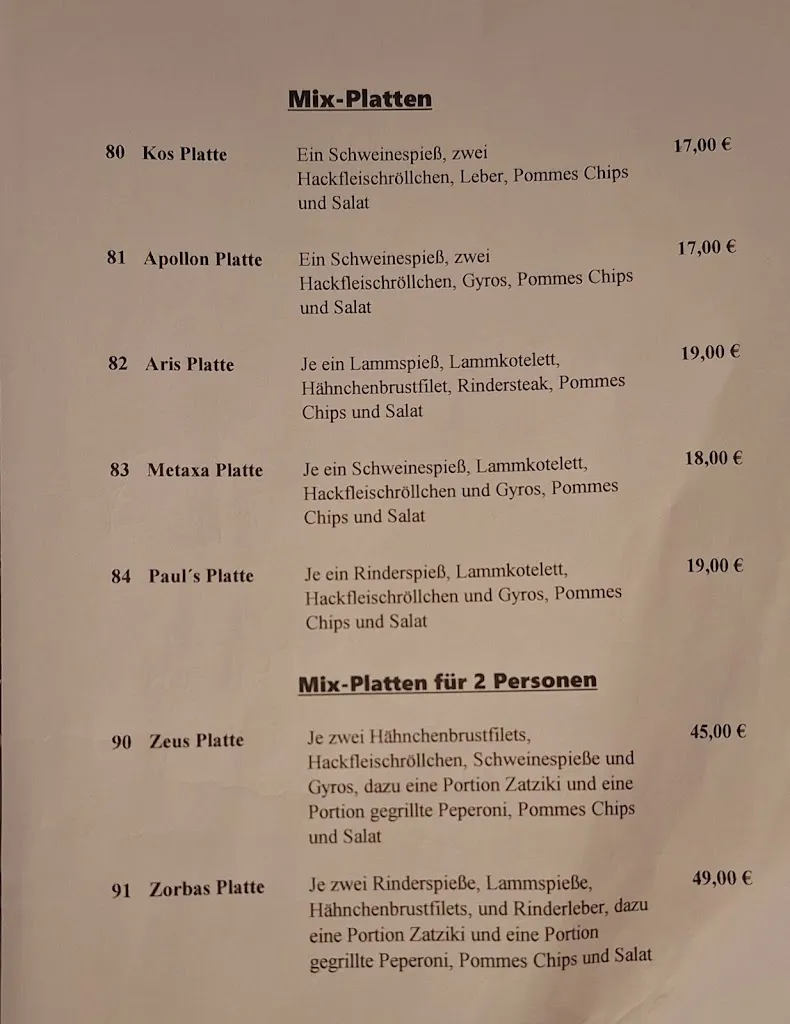 Mix-Platten
80 Kos Platte Ein Schweinespieß, zwei 17,00 €
Hackfleischröllchen, Leber, Pommes Chips
und Salat
81 Apollon Platte Ein Schweinespieß, zwei 17,00 €
Hackfleischröllchen, Gyros, Pommes Chips
und Salat
82 Aris Platte Je ein Lammspieß, Lammkotelett, 19,00 €
Hähnchenbrustfilet, Rindersteak, Pommes
Chips und Salat
83 Metaxa Platte Je ein Schweinespieß, Lammkotelett, 18,00 €
Hackfleischröllchen und Gyros, Pommes
Chips und Salat
84 Paul´s Platte Je ein Rinderspieß, Lammkotelett, 19,00 €
Hackfleischröllchen und Gyros, Pommes
Chips und Salat
Mix-Platten für 2 Personen
90 Zeus Platte Je zwei Hähnchenbrustfilets, 45,00 €
Hackfleischröllchen, Schweinespieße und
Gyros, dazu eine Portion Zatziki und eine
Portion gegrillte Peperoni, Pommes Chips
und Salat
91 Zorbas Platte Je zwei Rinderspieße, Lammspieße, 49,00 €
Hähnchenbrustfilets, und Rinderleber, dazu
eine Portion Zatziki und eine Portion
gegrillte Peperoni, Pommes Chips und Salat